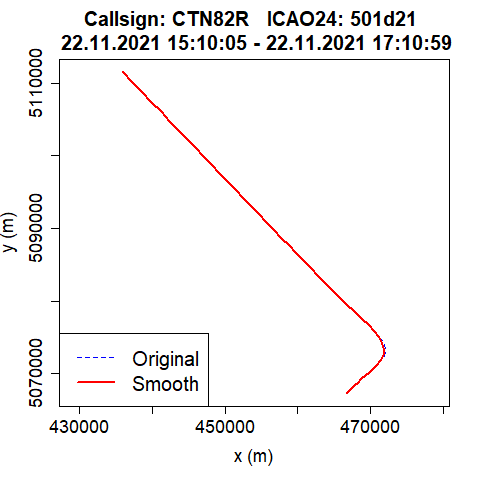 Callsign: CTN82R   ICAO24: 501d21
22.11.2021 15:10:05 - 22.11.2021 17:10:59
5110000
5090000
5070000
y (m)
Original
Smooth
430000 450000 470000
x (m)